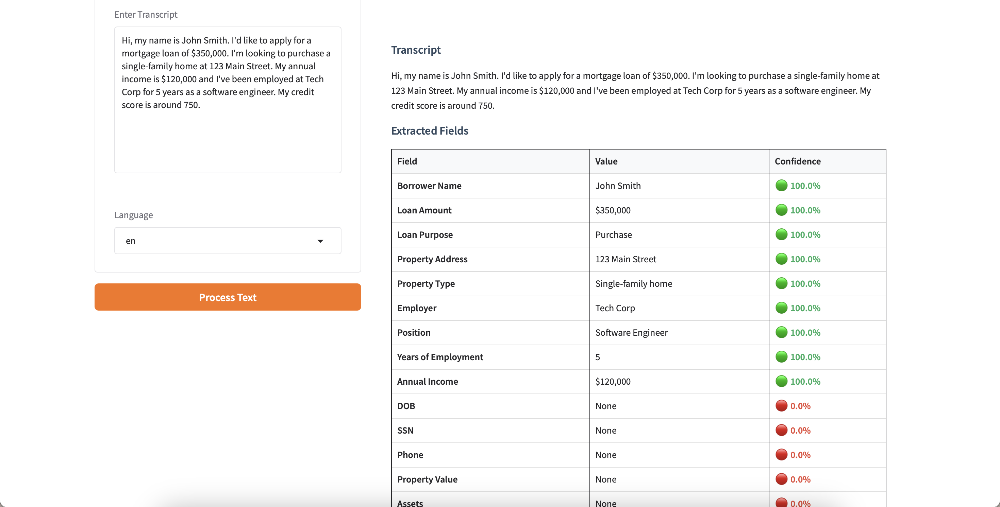 Enter Transcript
Hi, my name is John Smith. I'd like to apply for a
mortgage loan of $350,000. I'm looking to purchase a
single-family home at 123 Main Street. My annual
income is $120,000 and I've been employed at Tech
Corp for 5 years as a software engineer. My credit
score is around 750.
Language
en
Process Text
Transcript
Hi, my name is John Smith. I'd like to apply for a mortgage loan of $350,000. I'm looking to purchase a single-family home at
123 Main Street. My annual income is $120,000 and I've been employed at Tech Corp for 5 years as a software engineer. My
credit score is around 750.
Extracted Fields
Field Value Confidence
Borrower Name John Smith 100.0%
Loan Amount $350,000 100.0%
Loan Purpose Purchase 100.0%
Property Address 123 Main Street 100.0%
Property Type Single-family home 100.0%
Employer Tech Corp 100.0%
Position Software Engineer 100.0%
Years of Employment 5 100.0%
Annual Income $120,000 100.0%
DOB None 0.0%
SSN None 0.0%
Phone None 0.0%
Property Value None 0.0%
Assets None 0.0%